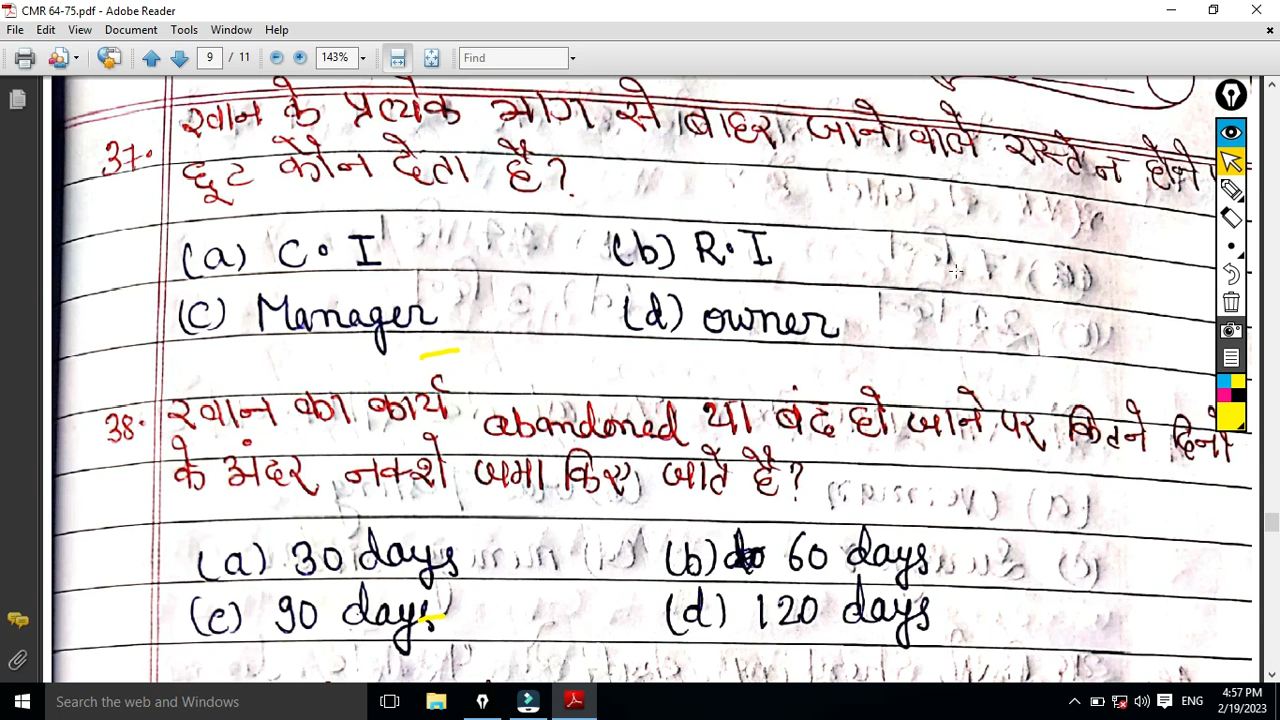 CMR 64-75.pdf - Adobe Reader
File Edit View Document Tools Window Help
9 / 11 143% Find
37. खान के प्रत्येक भाग से बाहर जाने वाले रास्ते न होने
छूट कौन देता है?
(a) C.I (b) R.I
(c) Manager (d) owner
38. खान का कार्य abandoned या बंद हो जाने पर कितने दिनो
के अंदर नक्शे जमा किए जाते है?
(a) 30 days (b) 60 days
(c) 90 days (d) 120 days
Search the web and Windows ENG 4:57 PM
2/19/2023